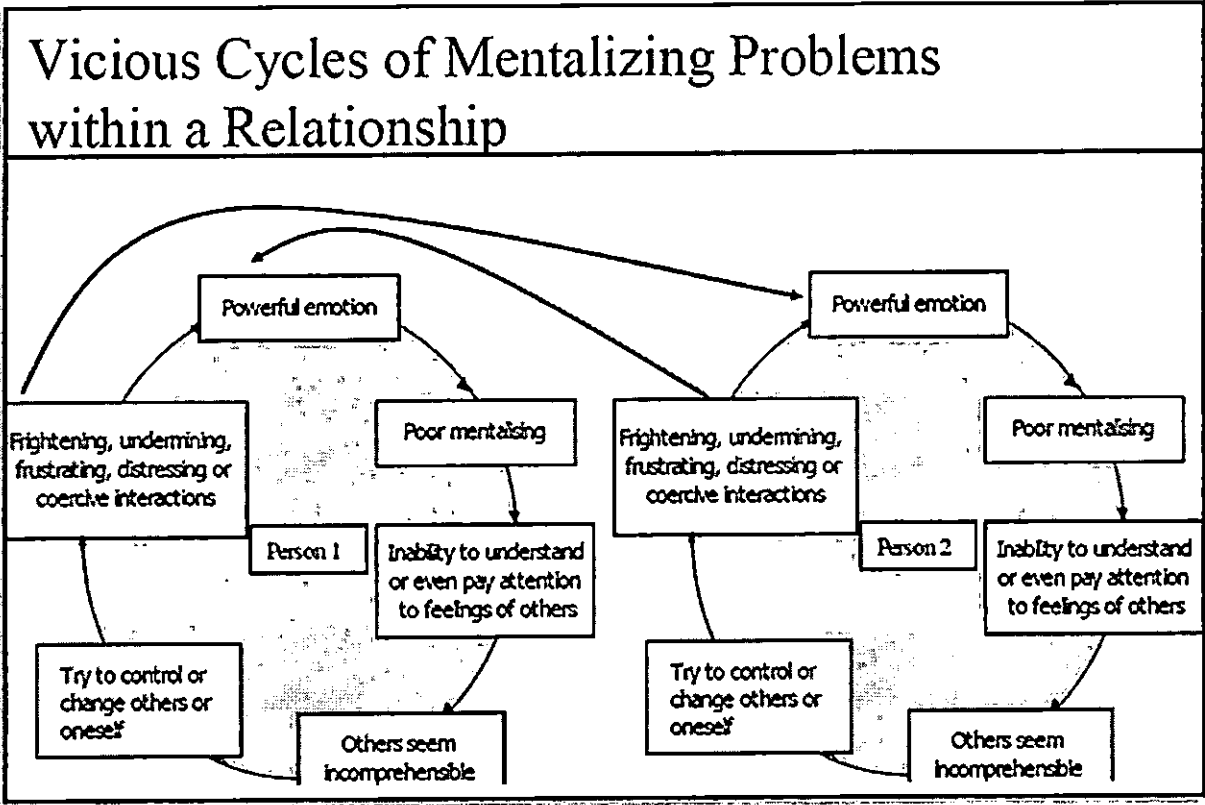 Vicious Cycles of Mentalizing Problems
within a Relationship
Powerful emotion
Poor mentalising
Inability to understand
or even pay attention
to feelings of others
Others seem
incomprehensible
Try to control or
change others or
oneself
Frightening, undermining,
frustrating, distressing or
coercive interactions
Person 1
Powerful emotion
Poor mentalising
Inability to understand
or even pay attention
to feelings of others
Others seem
incomprehensible
Try to control or
change others or
oneself
Frightening, undermining,
frustrating, distressing or
coercive interactions
Person 2